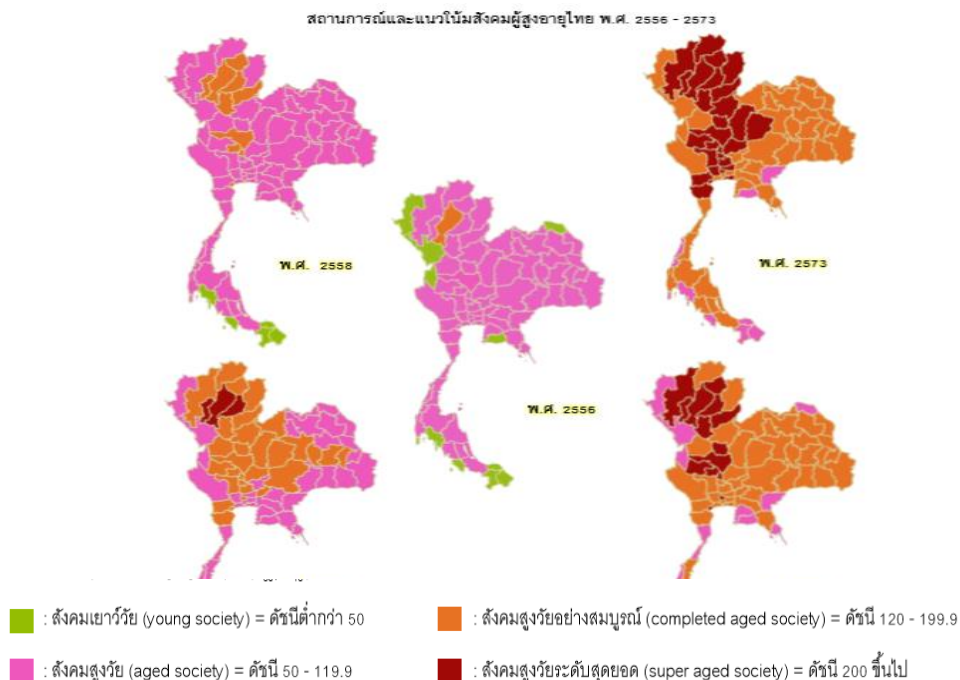 สถานการณ์และแนวโน้มสังคมผู้สูงอายุไทย พ.ศ. 2556 - 2573
พ.ศ. 2558
พ.ศ. 2573
พ.ศ. 2556
: สังคมเยาว์วัย (young society) = ดัชนีต่ำกว่า 50
: สังคมสูงวัยอย่างสมบูรณ์ (completed aged society) = ดัชนี 120 - 199.9
: สังคมสูงวัย (aged society) = ดัชนี 50 - 119.9
: สังคมสูงวัยระดับสุดยอด (super aged society) = ดัชนี 200 ขึ้นไป